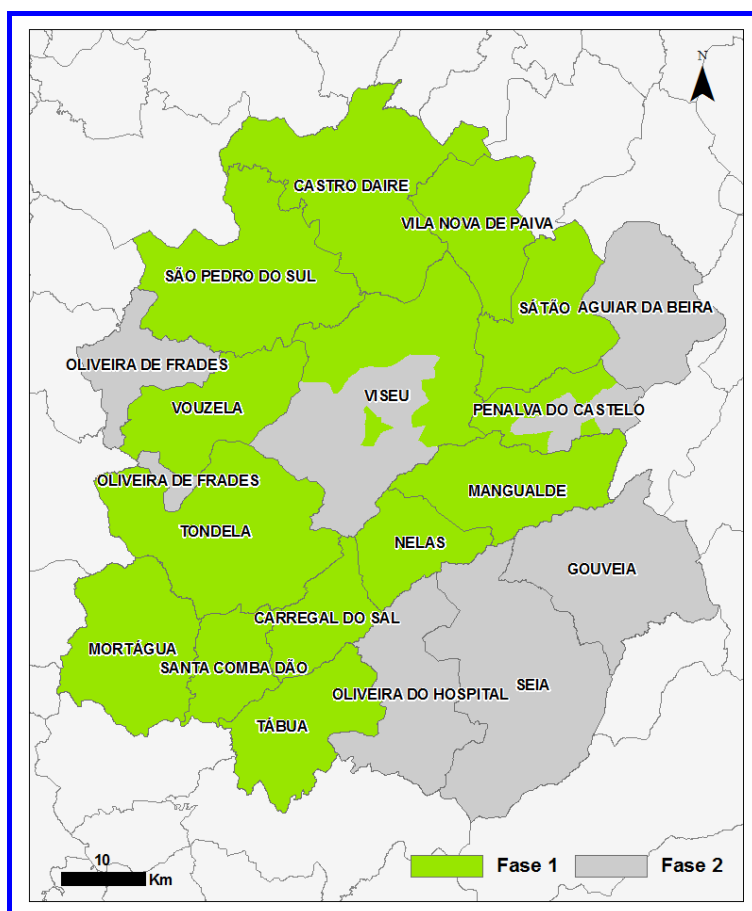 N
CASTRO DAIRE
VILA NOVA DE PAIVA
SÃO PEDRO DO SUL
SÁTÃO
AGUIAR DA BEIRA
OLIVEIRA DE FRADES
VISEU
VOUZELA
PENALVA DO CASTELO
OLIVEIRA DE FRADES
MANGUALDE
TONDELA
NELAS
GOUVEIA
CARREGAL DO SAL
MORTÁGUA
SANTA COMBA DÃO
SEIA
OLIVEIRA DO HOSPITAL
TÁBUA
10
Km
Fase 1
Fase 2